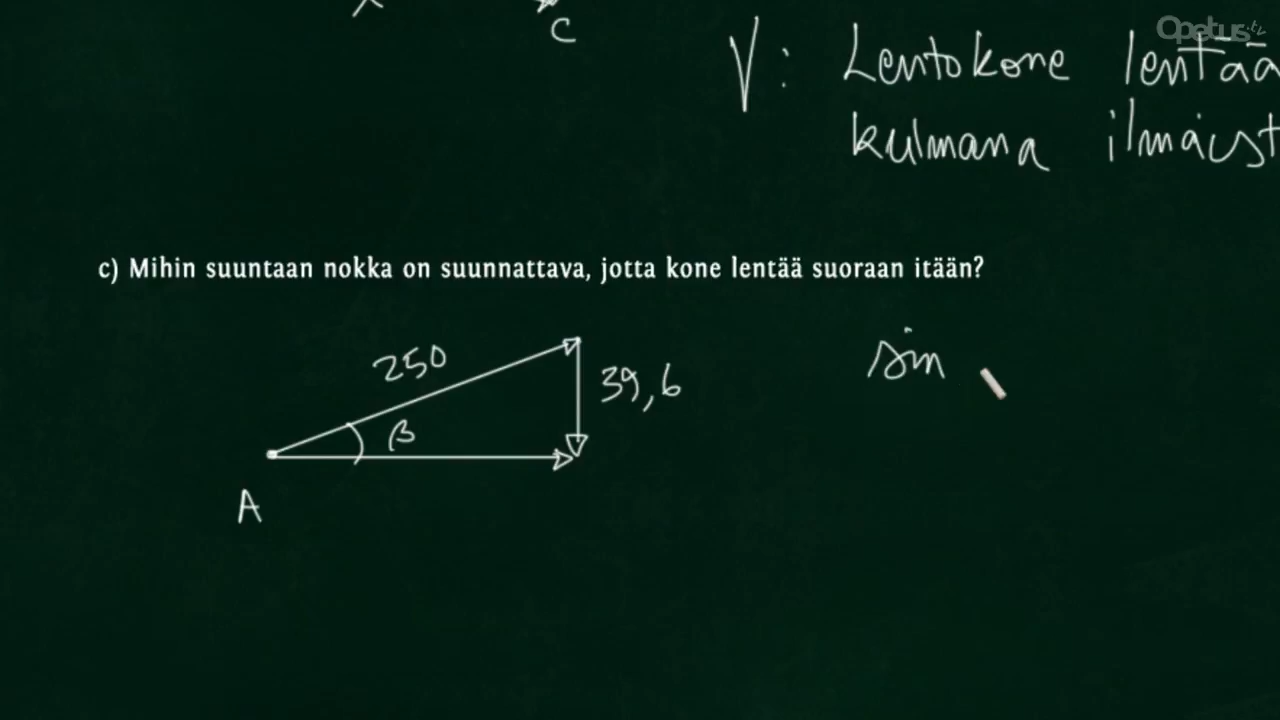 Opetus.tv
C
V: Lentokone lentää
kulmana ilmaist
c) Mihin suuntaan nokka on suunnattava, jotta kone lentää suoraan itään?
250
39,6
sin
β
A